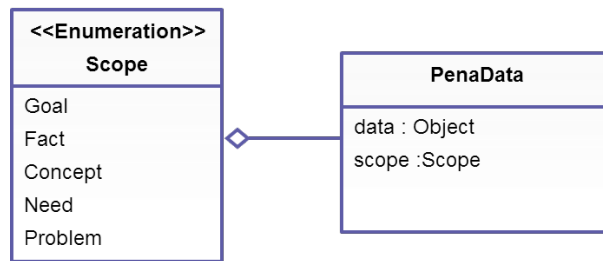 <<Enumeration>>
Scope
Goal
Fact
Concept
Need
Problem
PenaData
data : Object
scope :Scope